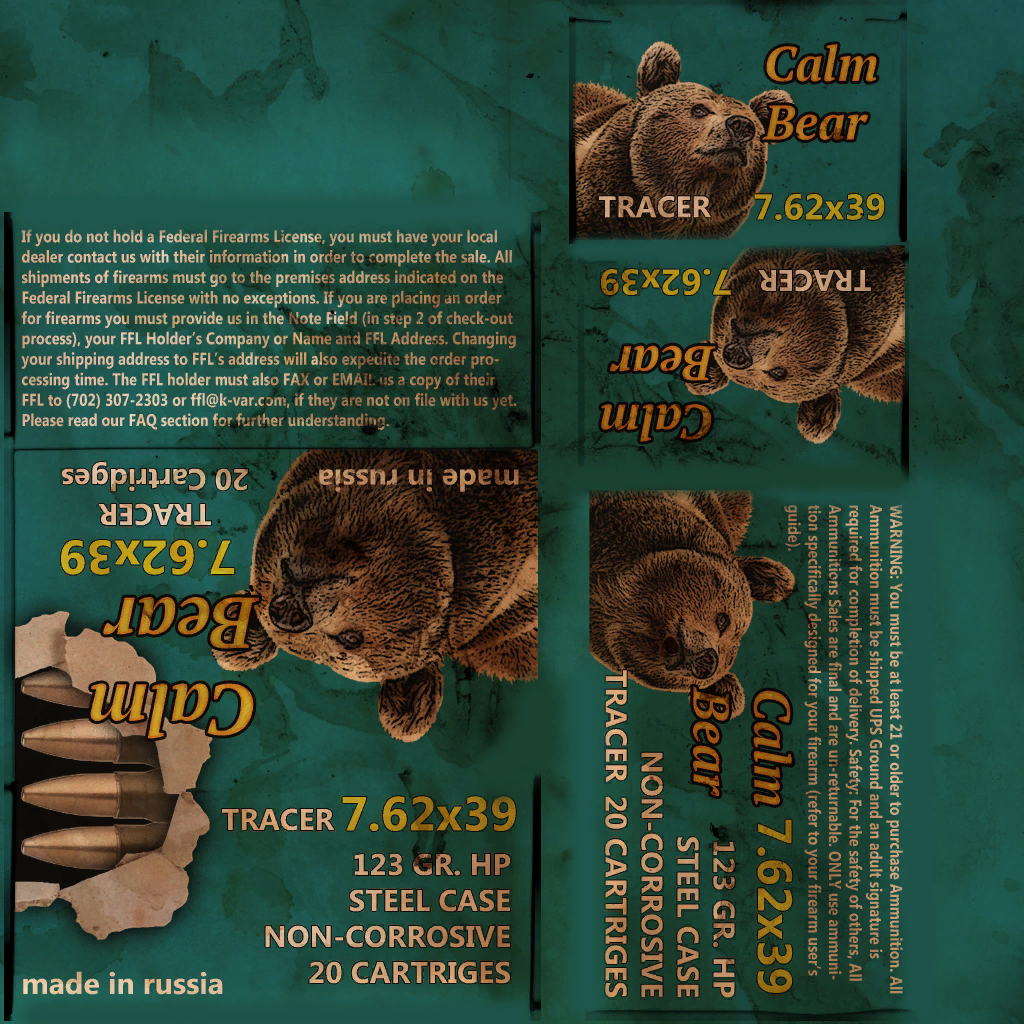 Calm
Bear
TRACER 7.62x39
TRACER 7.62x39
Bear
Calm
If you do not hold a Federal Firearms License, you must have your local
dealer contact us with their information in order to complete the sale. All
shipments of firearms must go to the premises address indicated on the
Federal Firearms License with no exceptions. If you are placing an order
for firearms you must provide us in the Note Field (in step 2 of check-out
process), your FFL Holder's Company or Name and FFL Address. Changing
your shipping address to FFL's address will also expedite the order pro-
cessing time. The FFL holder must also FAX or EMAIL us a copy of their
FFL to (702) 307-2303 or ffl@k-var.com, if they are not on file with us yet.
Please read our FAQ section for further understanding.
made in russia
20 Cartridges
TRACER
7.62x39
Bear
Calm
TRACER 7.62x39
123 GR. HP
STEEL CASE
NON-CORROSIVE
20 CARTRIGES
made in russia
WARNING: You must be at least 21 or older to purchase Ammunition. All
Ammunition must be shipped UPS Ground and an adult signature is
required for completion of delivery. Safety: For the safety of others, All
Ammunitions Sales are final and are un-returnable. ONLY use ammuni-
tion specifically designed for your firearm (refer to your firearm user's
guide).
Calm 7.62x39
Bear
123 GR. HP
STEEL CASE
NON-CORROSIVE
TRACER 20 CARTRIGES